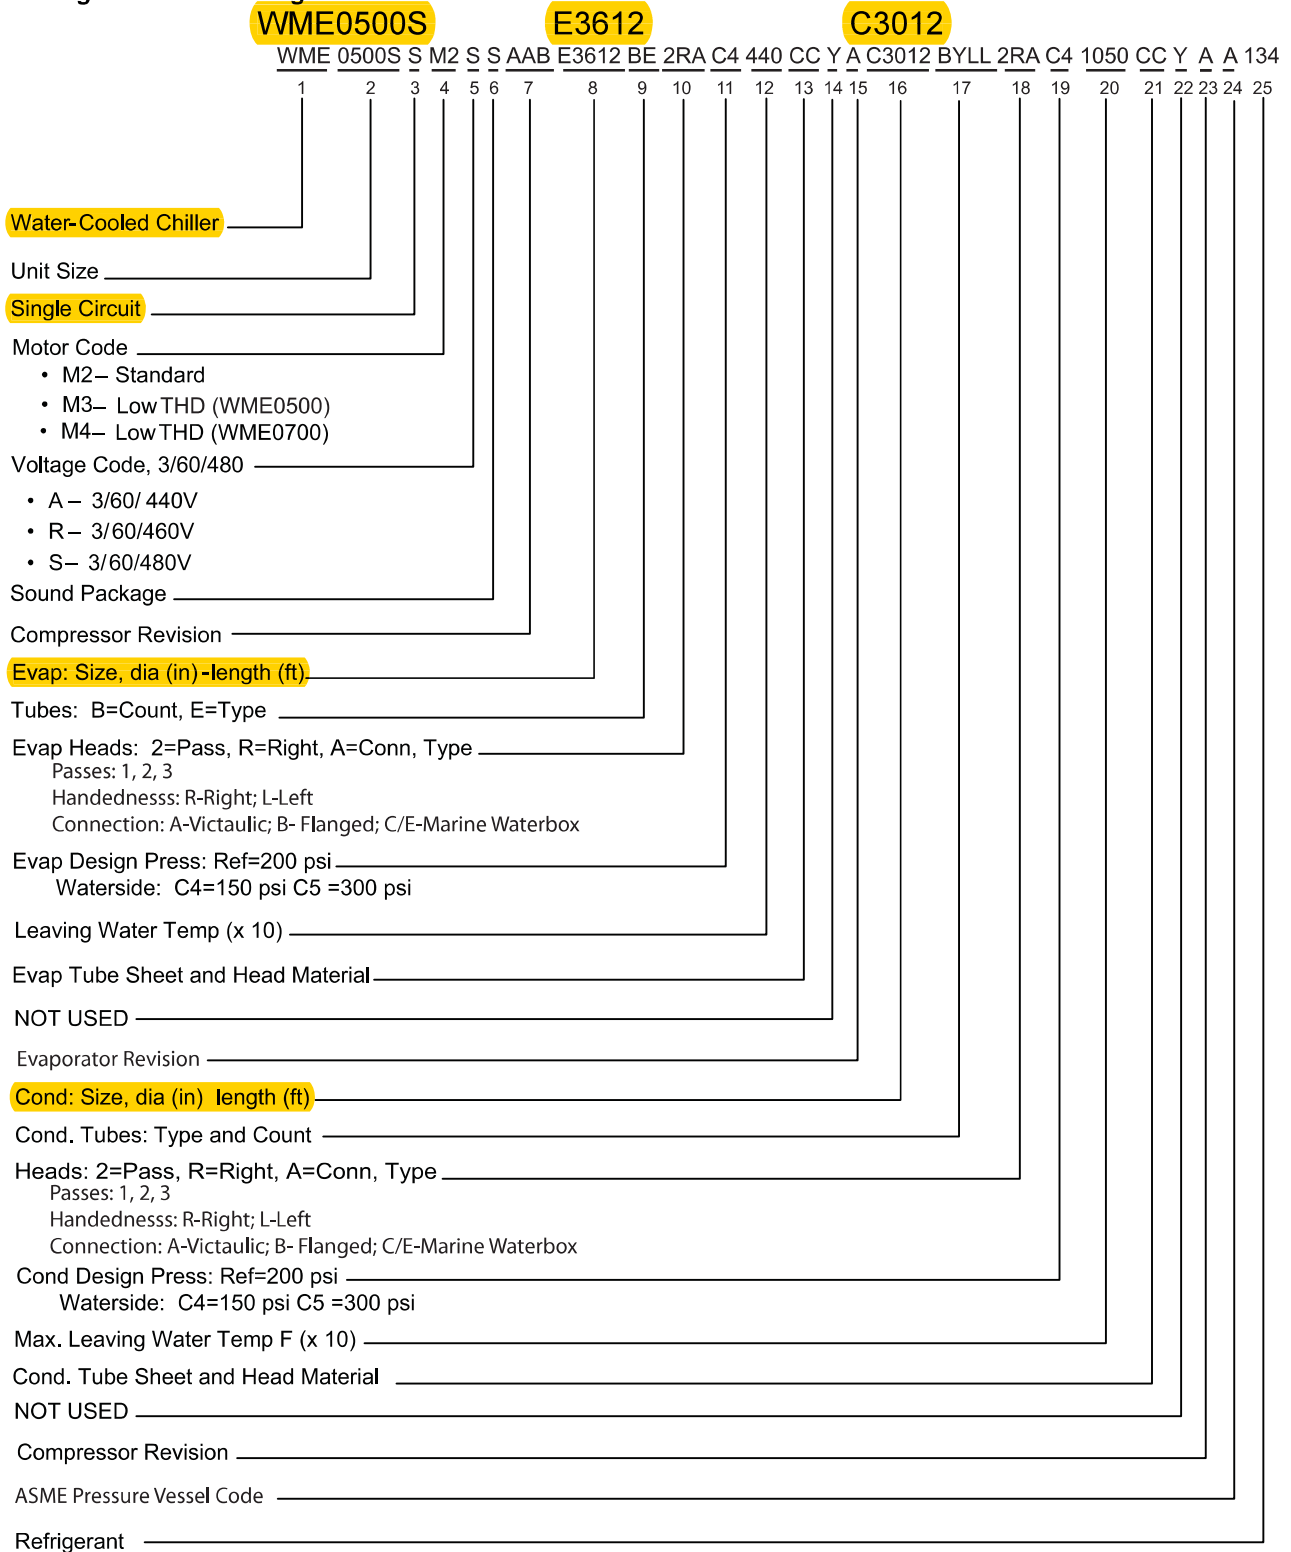 WME0500S E3612 C3012
WME 0500S S M2 S S AAB E3612 BE 2RA C4 440 CC Y A C3012 BYLL 2RA C4 1050 CC Y A A 134
1 2 3 4 5 6 7 8 9 10 11 12 13 14 15 16 17 18 19 20 21 22 23 24 25
Water-Cooled Chiller
Unit Size
Single Circuit
Motor Code
• M2– Standard
• M3– Low THD (WME0500)
• M4– Low THD (WME0700)
Voltage Code, 3/60/480
• A – 3/60/ 440V
• R – 3/60/460V
• S– 3/60/480V
Sound Package
Compressor Revision
Evap: Size, dia (in) -length (ft)
Tubes: B=Count, E=Type
Evap Heads: 2=Pass, R=Right, A=Conn, Type
Passes: 1, 2, 3
Handednesss: R-Right; L-Left
Connection: A-Victaulic; B- Flanged; C/E-Marine Waterbox
Evap Design Press: Ref=200 psi
Waterside: C4=150 psi C5 =300 psi
Leaving Water Temp (x 10)
Evap Tube Sheet and Head Material
NOT USED
Evaporator Revision
Cond: Size, dia (in) length (ft)
Cond. Tubes: Type and Count
Heads: 2=Pass, R=Right, A=Conn, Type
Passes: 1, 2, 3
Handednesss: R-Right; L-Left
Connection: A-Victaulic; B- Flanged; C/E-Marine Waterbox
Cond Design Press: Ref=200 psi
Waterside: C4=150 psi C5 =300 psi
Max. Leaving Water Temp F (x 10)
Cond. Tube Sheet and Head Material
NOT USED
Compressor Revision
ASME Pressure Vessel Code
Refrigerant